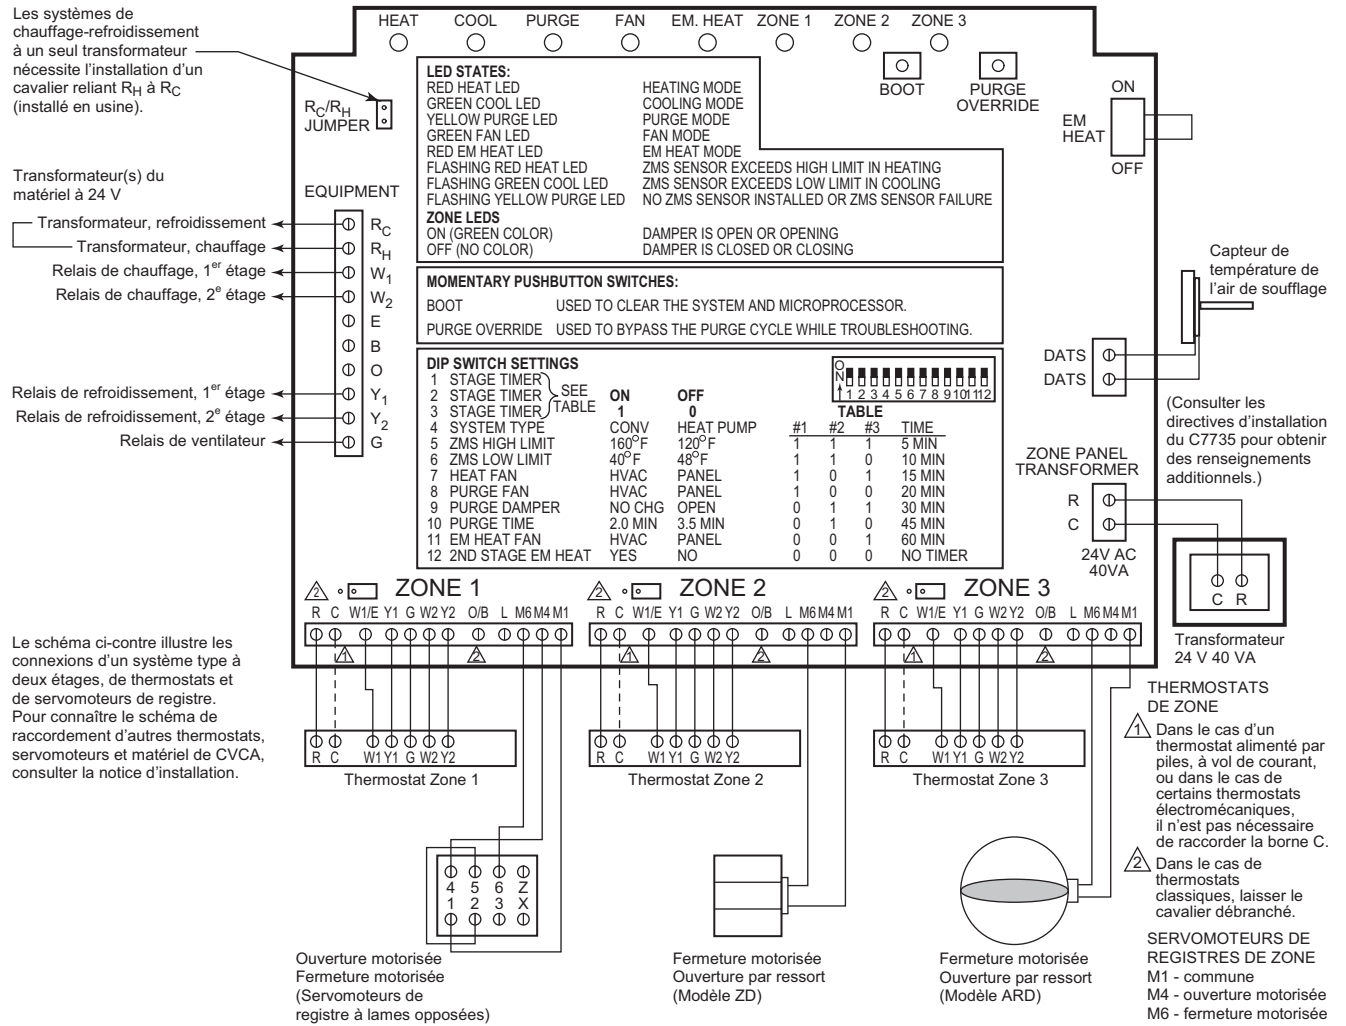 Les systèmes de
chauffage-refroidissement
à un seul transformateur
nécessite l'installation d'un
cavalier reliant RH à RC
(installé en usine).
HEAT COOL PURGE FAN EM. HEAT ZONE 1 ZONE 2 ZONE 3
BOOT
PURGE
OVERRIDE
ON
EM
HEAT
OFF
RC/RH
JUMPER
LED STATES:
RED HEAT LED HEATING MODE
GREEN COOL LED COOLING MODE
YELLOW PURGE LED PURGE MODE
GREEN FAN LED FAN MODE
RED EM HEAT LED EM HEAT MODE
FLASHING RED HEAT LED ZMS SENSOR EXCEEDS HIGH LIMIT IN HEATING
FLASHING GREEN COOL LED ZMS SENSOR EXCEEDS LOW LIMIT IN COOLING
FLASHING YELLOW PURGE LED NO ZMS SENSOR INSTALLED OR ZMS SENSOR FAILURE
ZONE LEDS
ON (GREEN COLOR) DAMPER IS OPEN OR OPENING
OFF (NO COLOR) DAMPER IS CLOSED OR CLOSING
Transformateur(s) du
matériel à 24 V
EQUIPMENT
Transformateur, refroidissement RC
Transformateur, chauffage RH
Relais de chauffage, 1er étage W1
Relais de chauffage, 2e étage W2
E
B
O
Relais de refroidissement, 1er étage Y1
Relais de refroidissement, 2e étage Y2
Relais de ventilateur G
MOMENTARY PUSHBUTTON SWITCHES:
BOOT USED TO CLEAR THE SYSTEM AND MICROPROCESSOR.
PURGE OVERRIDE USED TO BYPASS THE PURGE CYCLE WHILE TROUBLESHOOTING.
Capteur de
température de
l'air de soufflage
DATS
DATS
(Consulter les
directives d'installation
du C7735 pour obtenir
des renseignements
additionnels.)
DIP SWITCH SETTINGS
1 STAGE TIMER
2 STAGE TIMER SEE TABLE ON OFF
3 STAGE TIMER 1 0
4 SYSTEM TYPE CONV HEAT PUMP
5 ZMS HIGH LIMIT 160°F 120°F
6 ZMS LOW LIMIT 40°F 48°F
7 HEAT FAN HVAC PANEL
8 PURGE FAN HVAC PANEL
9 PURGE DAMPER NO CHG OPEN
10 PURGE TIME 2.0 MIN 3.5 MIN
11 EM HEAT FAN HVAC PANEL
12 2ND STAGE EM HEAT YES NO
ON
1 2 3 4 5 6 7 8 9 10 11 12
TABLE
#1 #2 #3 TIME
1 1 1 5 MIN
1 1 0 10 MIN
1 0 1 15 MIN
1 0 0 20 MIN
0 1 1 30 MIN
0 1 0 45 MIN
0 0 1 60 MIN
0 0 0 NO TIMER
ZONE PANEL
TRANSFORMER
R
C
24V AC
40VA
C R
Transformateur
24 V 40 VA
2 ZONE 1 2 ZONE 2 2 ZONE 3
R C W1/E Y1 G W2 Y2 O/B L M6 M4 M1
R C W1/E Y1 G W2 Y2 O/B L M6 M4 M1
R C W1/E Y1 G W2 Y2 O/B L M6 M4 M1
1 2 1 2 1 2
Le schéma ci-contre illustre les
connexions d'un système type à
deux étages, de thermostats et
de servomoteurs de registre.
Pour connaître le schéma de
raccordement d'autres thermostats,
servomoteurs et matériel de CVCA,
consulter la notice d'installation.
R C W1 Y1 G W2 Y2
Thermostat Zone 1
R C W1 Y1 G W2 Y2
Thermostat Zone 2
R C W1 Y1 G W2 Y2
Thermostat Zone 3
4 5 6 Z
1 2 3 X
Ouverture motorisée
Fermeture motorisée
(Servomoteurs de
registre à lames opposées)
Fermeture motorisée
Ouverture par ressort
(Modèle ZD)
Fermeture motorisée
Ouverture par ressort
(Modèle ARD)
THERMOSTATS
DE ZONE
1 Dans le cas d'un
thermostat alimenté par
piles, à vol de courant,
ou dans le cas de
certains thermostats
électromécaniques,
il n'est pas nécessaire
de raccorder la borne C.
2 Dans le cas de
thermostats
classiques, laisser le
cavalier débranché.
SERVOMOTEURS DE
REGISTRES DE ZONE
M1 - commune
M4 - ouverture motorisée
M6 - fermeture motorisée